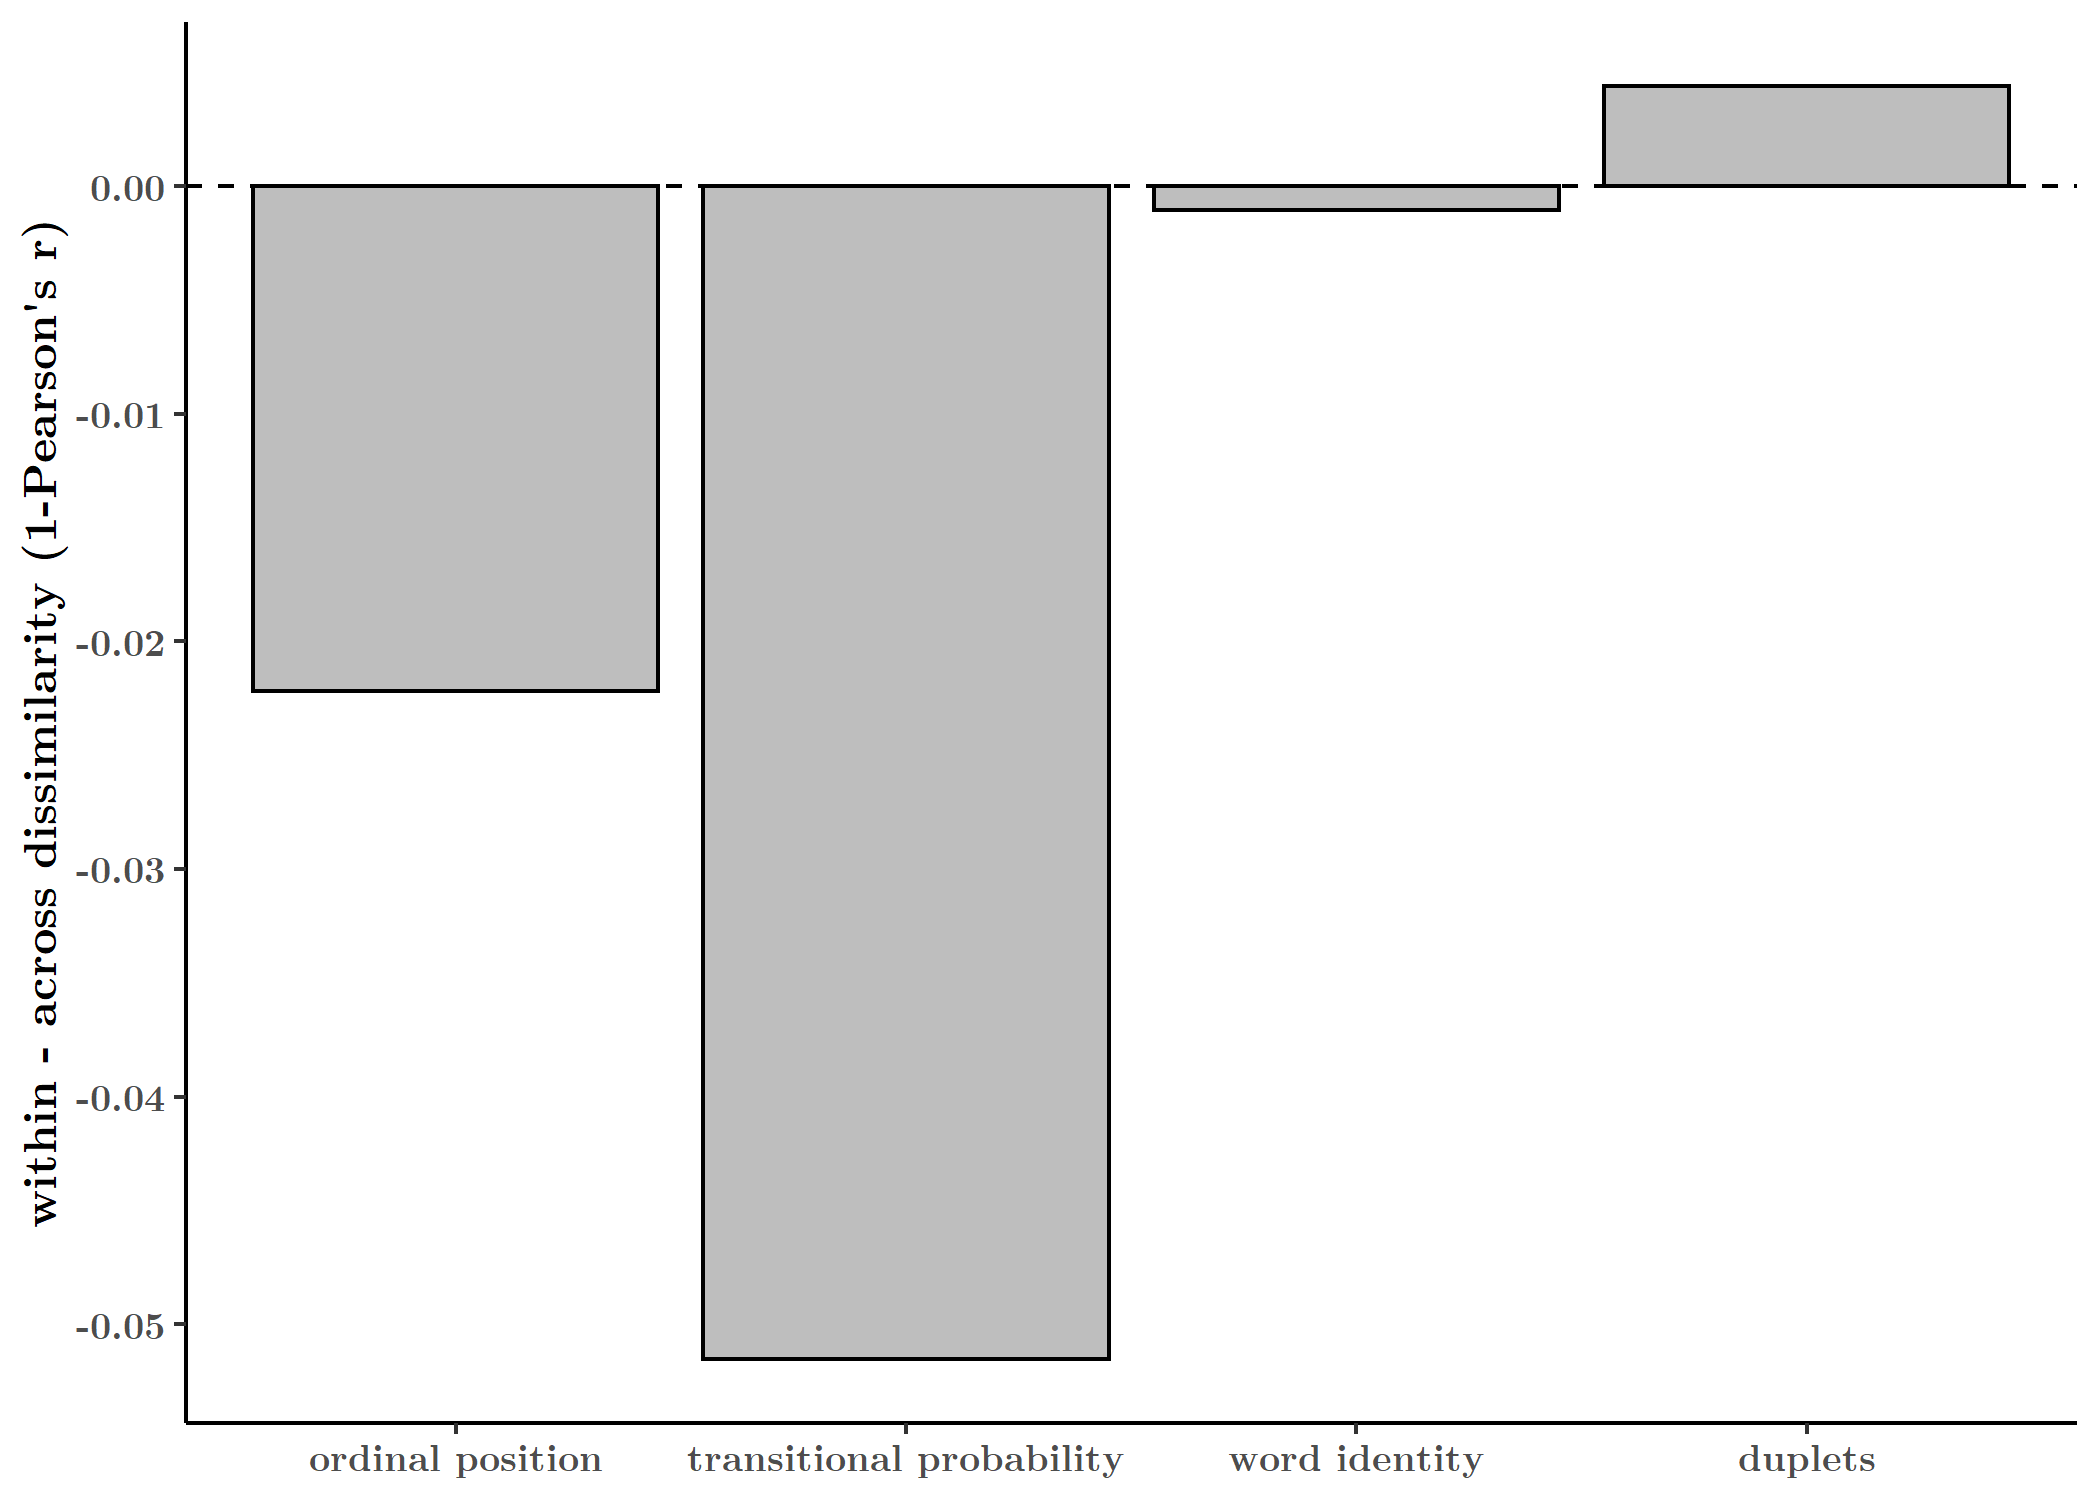 within - across dissimilarity (1-Pearson's r)
0.00
-0.01
-0.02
-0.03
-0.04
-0.05
ordinal position
transitional probability
word identity
duplets